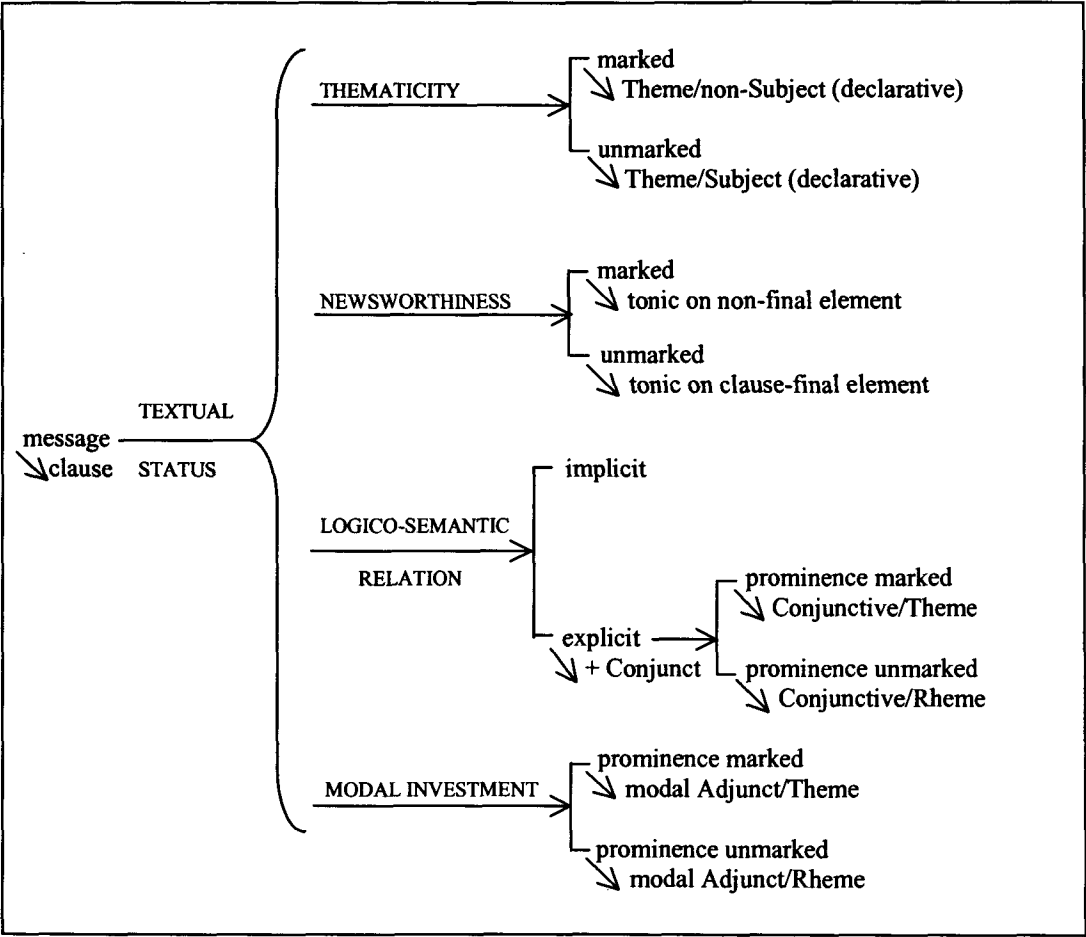 marked
Theme/non-Subject (declarative)
THEMATICITY
unmarked
Theme/Subject (declarative)
marked
tonic on non-final element
NEWSWORTHINESS
unmarked
tonic on clause-final element
TEXTUAL
message
clause STATUS
implicit
LOGICO-SEMANTIC
RELATION
explicit
+ Conjunct
prominence marked
Conjunctive/Theme
prominence unmarked
Conjunctive/Rheme
prominence marked
modal Adjunct/Theme
MODAL INVESTMENT
prominence unmarked
modal Adjunct/Rheme